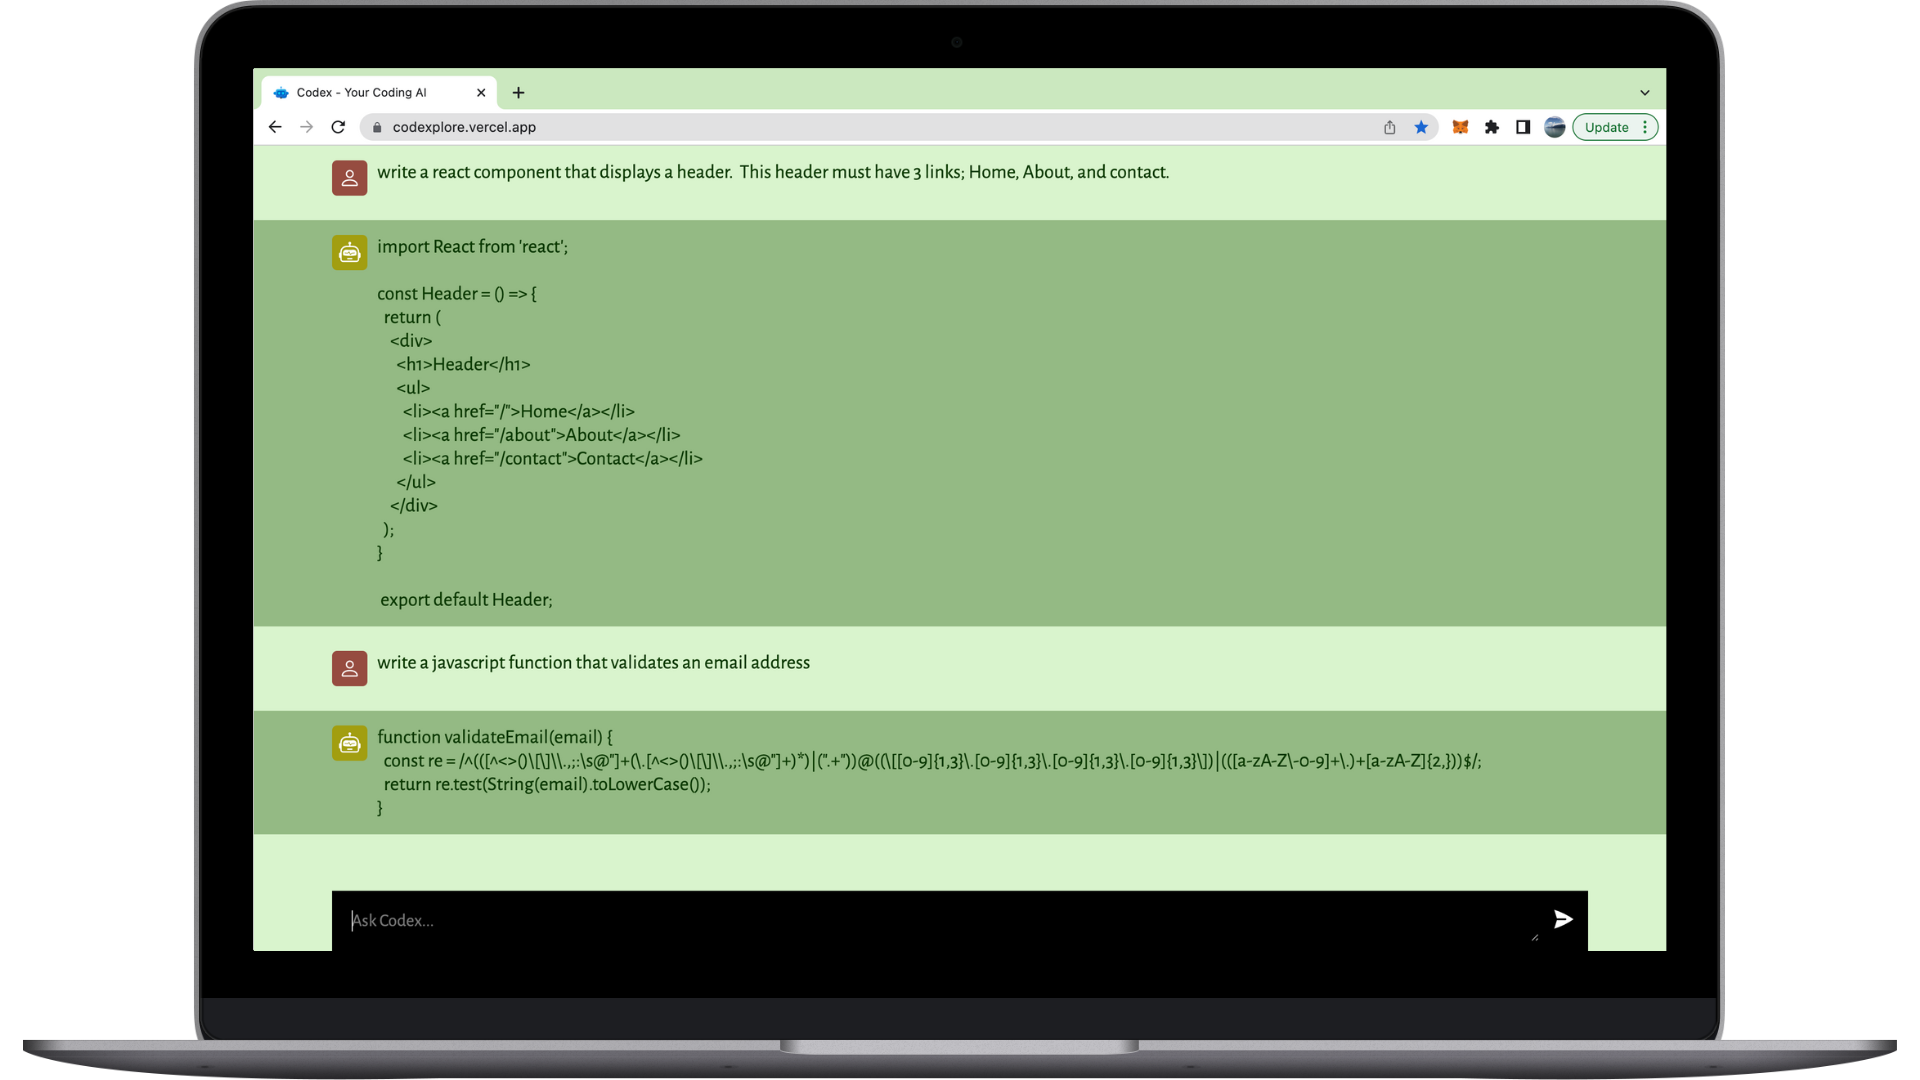 Codex - Your Coding AI
codexplore.vercel.app
Update
write a react component that displays a header.  This header must have 3 links; Home, About, and contact.
import React from 'react';
const Header = () => {
return (
<div>
<h1>Header</h1>
<ul>
<li><a href="/">Home</a></li>
<li><a href="/about">About</a></li>
<li><a href="/contact">Contact</a></li>
</ul>
</div>
);
}
export default Header;
write a javascript function that validates an email address
function validateEmail(email) {
const re = /^(([^<>()\[\]\\.,;:\s@"]+(\.[^<>()\[\]\\.,;:\s@"]+)*)|(".+"))@((\[[0-9]{1,3}\.[0-9]{1,3}\.[0-9]{1,3}\.[0-9]{1,3}\])|(([a-zA-Z\-0-9]+\.)+[a-zA-Z]{2,}))$/;
return re.test(String(email).toLowerCase());
}
Ask Codex...